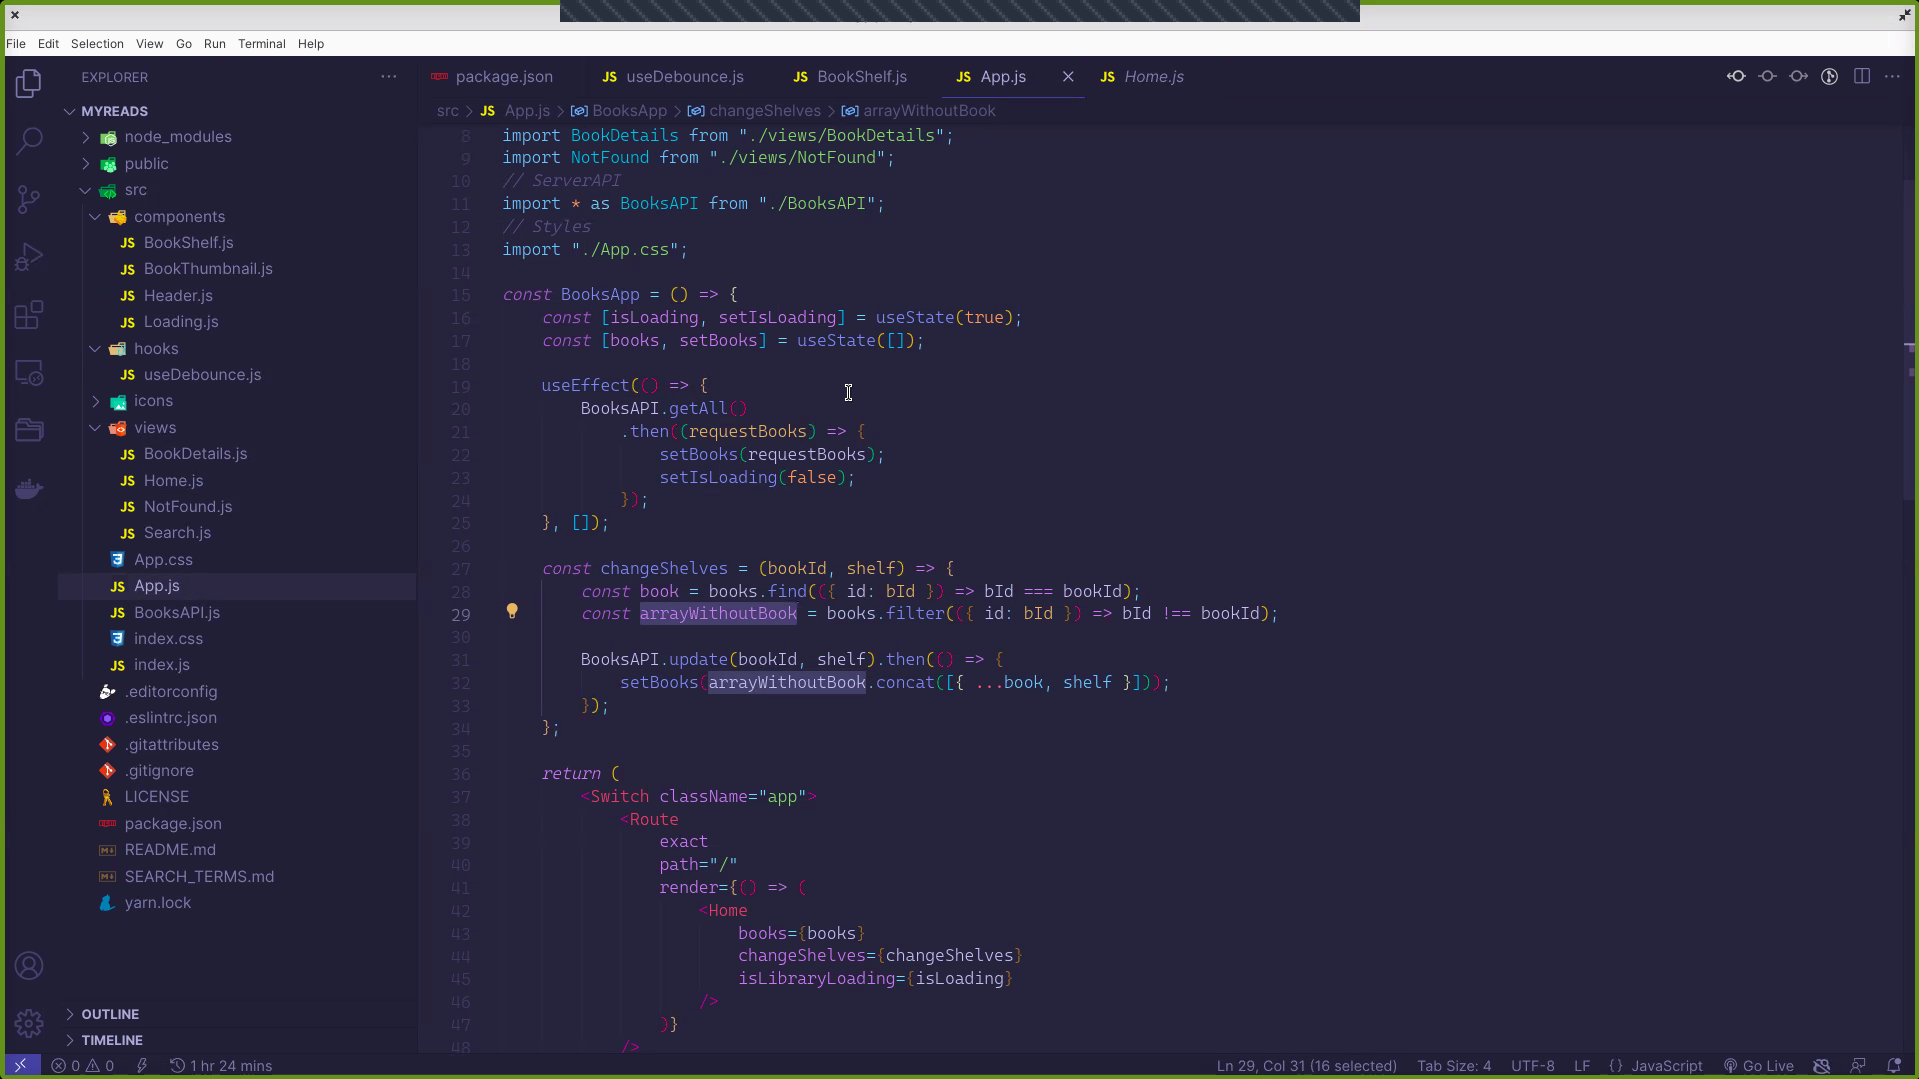 File Edit Selection View Go Run Terminal Help
EXPLORER
MYREADS
node_modules
public
src
components
JS BookShelf.js
JS BookThumbnail.js
JS Header.js
JS Loading.js
hooks
JS useDebounce.js
icons
views
JS BookDetails.js
JS Home.js
JS NotFound.js
JS Search.js
App.css
JS App.js
JS BooksAPI.js
index.css
JS index.js
.editorconfig
.eslintrc.json
.gitattributes
.gitignore
LICENSE
package.json
README.md
SEARCH_TERMS.md
yarn.lock
OUTLINE
TIMELINE
package.json JS useDebounce.js JS BookShelf.js JS App.js JS Home.js
src > JS App.js > BooksApp > changeShelves > arrayWithoutBook
8 import BookDetails from "./views/BookDetails";
9 import NotFound from "./views/NotFound";
10 // ServerAPI
11 import * as BooksAPI from "./BooksAPI";
12 // Styles
13 import "./App.css";
14
15 const BooksApp = () => {
16 const [isLoading, setIsLoading] = useState(true);
17 const [books, setBooks] = useState([]);
18
19 useEffect(() => {
20 BooksAPI.getAll()
21 .then((requestBooks) => {
22 setBooks(requestBooks);
23 setIsLoading(false);
24 });
25 }, []);
26
27 const changeShelves = (bookId, shelf) => {
28 const book = books.find(({ id: bId }) => bId === bookId);
29 const arrayWithoutBook = books.filter(({ id: bId }) => bId !== bookId);
30
31 BooksAPI.update(bookId, shelf).then(() => {
32 setBooks(arrayWithoutBook.concat([{ ...book, shelf }]));
33 });
34 };
35
36 return (
37 <Switch className="app">
38 <Route
39 exact
40 path="/"
41 render={() => (
42 <Home
43 books={books}
44 changeShelves={changeShelves}
45 isLibraryLoading={isLoading}
46 />
47 )}
48 />
0 0 1 hr 24 mins Ln 29, Col 31 (16 selected) Tab Size: 4 UTF-8 LF {} JavaScript Go Live